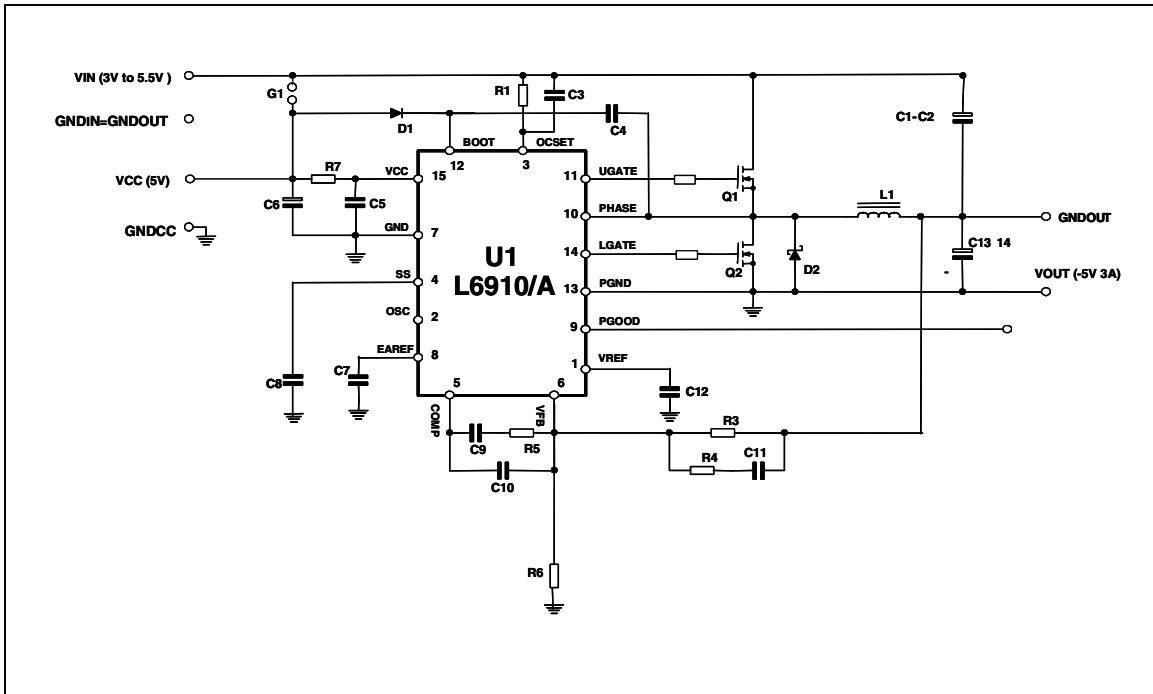 VIN (3V to 5.5V )
G1
R1
C3
C1-C2
GNDIN=GNDOUT
D1
C4
BOOT
OCSET
12
3
R7
VCC
15
11
UGATE
VCC (5V)
Q1
L1
C6
C5
10
PHASE
GNDOUT
GNDCC
GND
7
U1
L6910/A
14
LGATE
Q2
D2
C13 14
-
SS
4
13
PGND
VOUT (-5V 3A)
OSC
2
9
PGOOD
EAREF
8
1
VREF
C8
C7
5
6
C12
COMP
VFB
R3
C9
R5
R4
C11
C10
R6